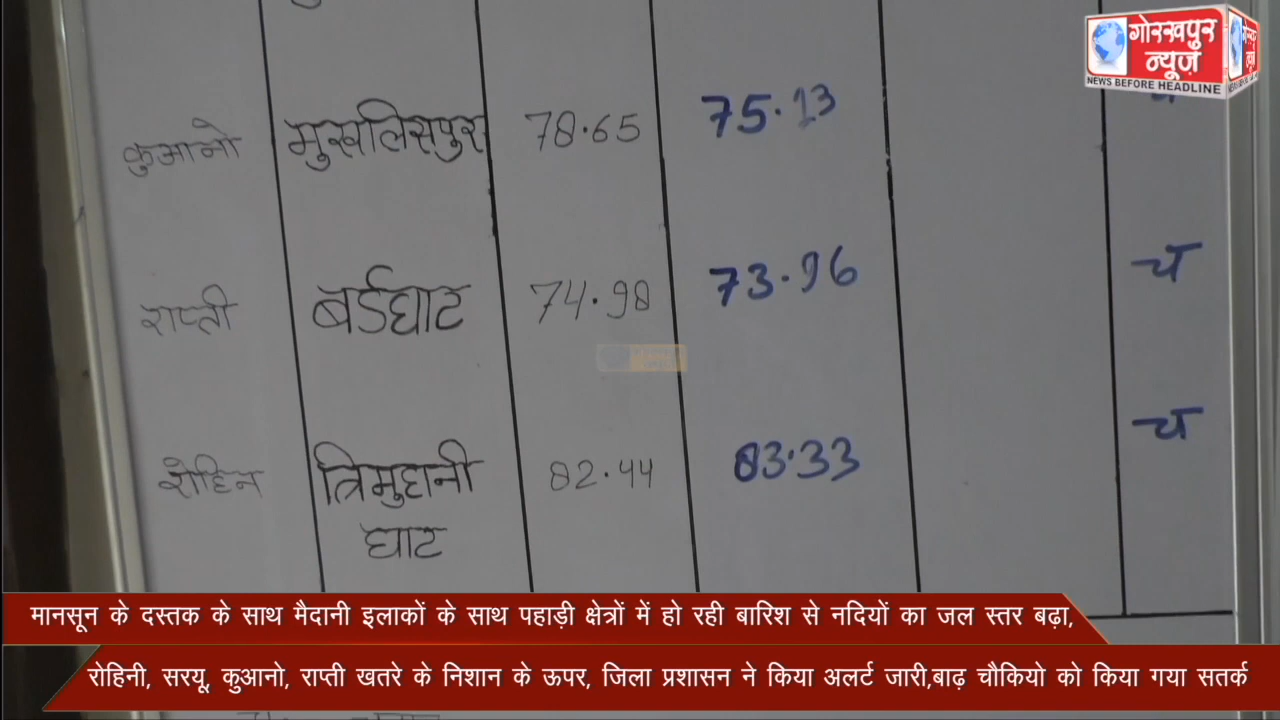 गोरखपुर
न्यूज़
NEWS BEFORE HEADLINE
कुआनो मुखलिसपुर 78.65 75.13
राप्ती बर्डघाट 74.98 73.96 च
रोहिन त्रिमुहानी 82.44 83.33 च
घाट
मानसून के दस्तक के साथ मैदानी इलाकों के साथ पहाड़ी क्षेत्रों में हो रही बारिश से नदियों का जल स्तर बढ़ा,
रोहिनी, सरयू, कुआनो, राप्ती खतरे के निशान के ऊपर, जिला प्रशासन ने किया अलर्ट जारी,बाढ़ चौकियो को किया गया सतर्क